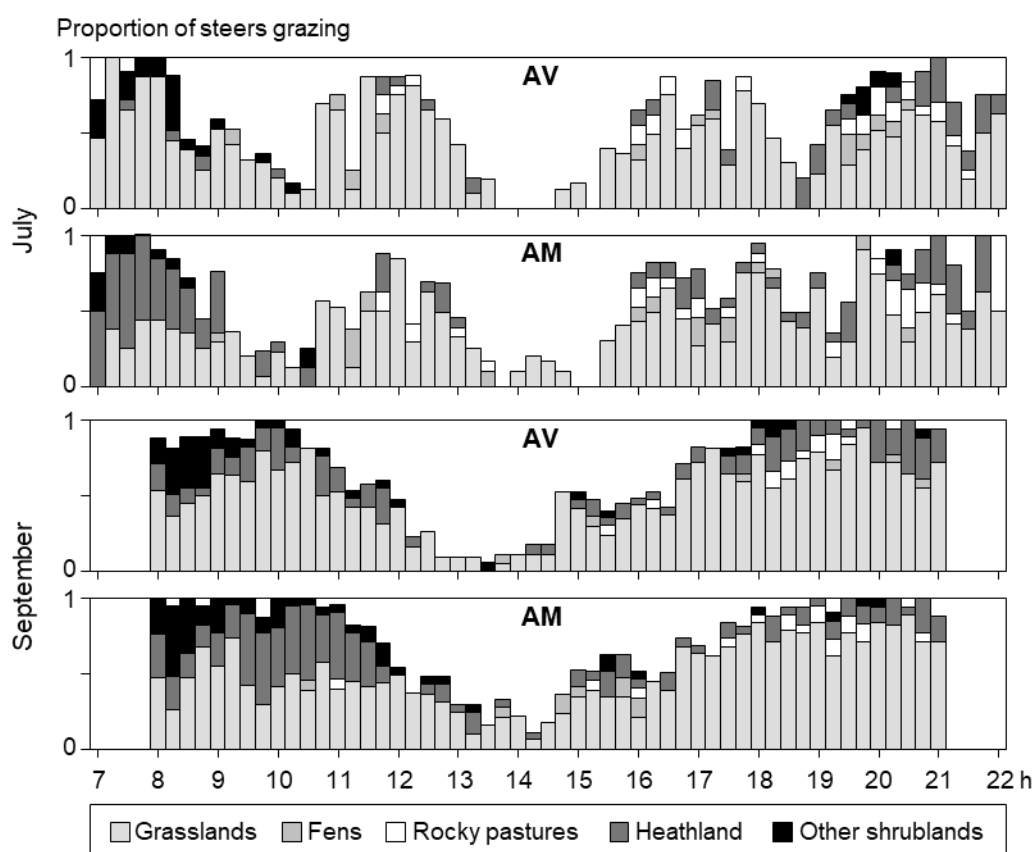 Proportion of steers grazing
1
AV
0
July
1
AM
0
1
AV
0
September
1
AM
0
7 8 9 10 11 12 13 14 15 16 17 18 19 20 21 22 h
Grasslands Fens Rocky pastures Heathland Other shrublands